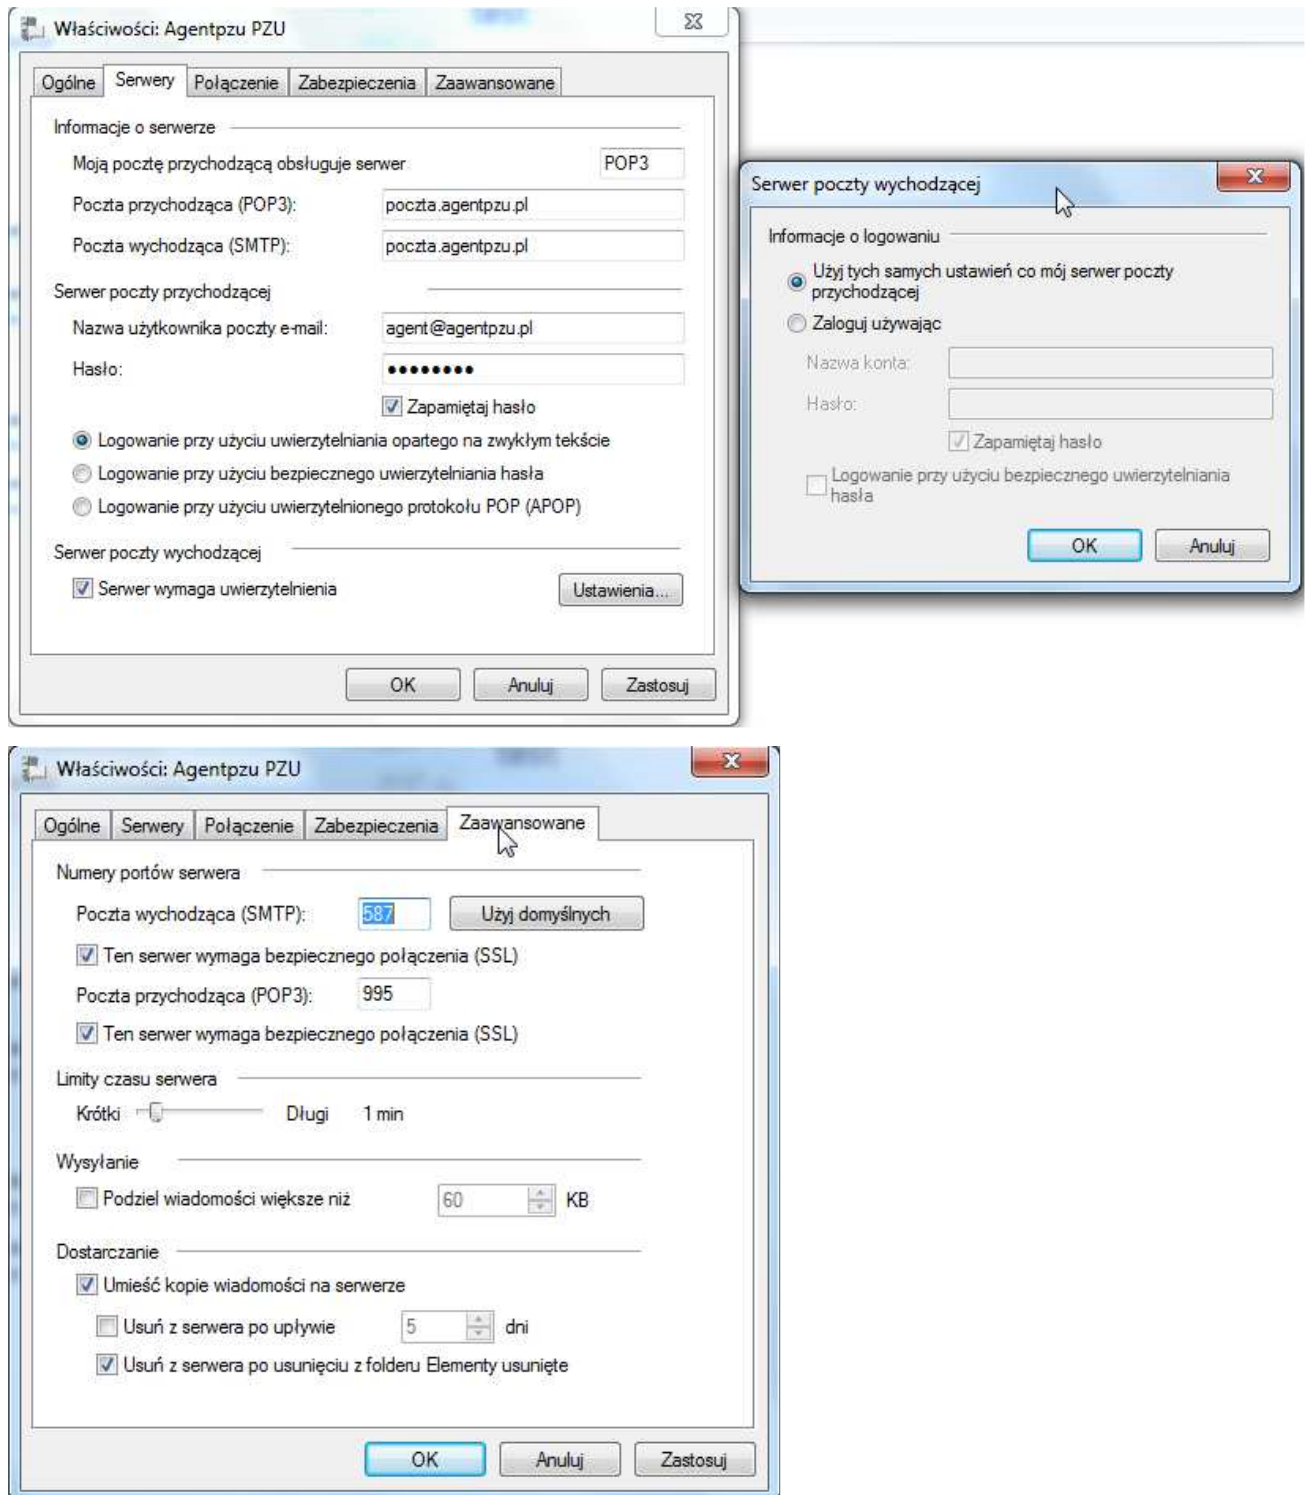 Właściwości: Agentpzu PZU
Ogólne Serwery Połączenie Zabezpieczenia Zaawansowane
Informacje o serwerze
Moją pocztę przychodzącą obsługuje serwer POP3
Poczta przychodząca (POP3): poczta.agentpzu.pl
Poczta wychodząca (SMTP): poczta.agentpzu.pl
Serwer poczty przychodzącej
Nazwa użytkownika poczty e-mail: agent@agentpzu.pl
Hasło: ●●●●●●●●
Zapamiętaj hasło
Logowanie przy użyciu uwierzytelniania opartego na zwykłym tekście
Logowanie przy użyciu bezpiecznego uwierzytelniania hasła
Logowanie przy użyciu uwierzytelnionego protokołu POP (APOP)
Serwer poczty wychodzącej
Serwer wymaga uwierzytelnienia Ustawienia...
OK Anuluj Zastosuj
Serwer poczty wychodzącej
Informacje o logowaniu
Użyj tych samych ustawień co mój serwer poczty
przychodzącej
Zaloguj używając
Nazwa konta:
Hasło:
Zapamiętaj hasło
Logowanie przy użyciu bezpiecznego uwierzytelniania
hasła
OK Anuluj
Właściwości: Agentpzu PZU
Ogólne Serwery Połączenie Zabezpieczenia Zaawansowane
Numery portów serwera
Poczta wychodząca (SMTP): 587 Użyj domyślnych
Ten serwer wymaga bezpiecznego połączenia (SSL)
Poczta przychodząca (POP3): 995
Ten serwer wymaga bezpiecznego połączenia (SSL)
Limity czasu serwera
Krótki Długi 1 min
Wysyłanie
Podziel wiadomości większe niż 60 KB
Dostarczanie
Umieść kopie wiadomości na serwerze
Usuń z serwera po upływie 5 dni
Usuń z serwera po usunięciu z folderu Elementy usunięte
OK Anuluj Zastosuj